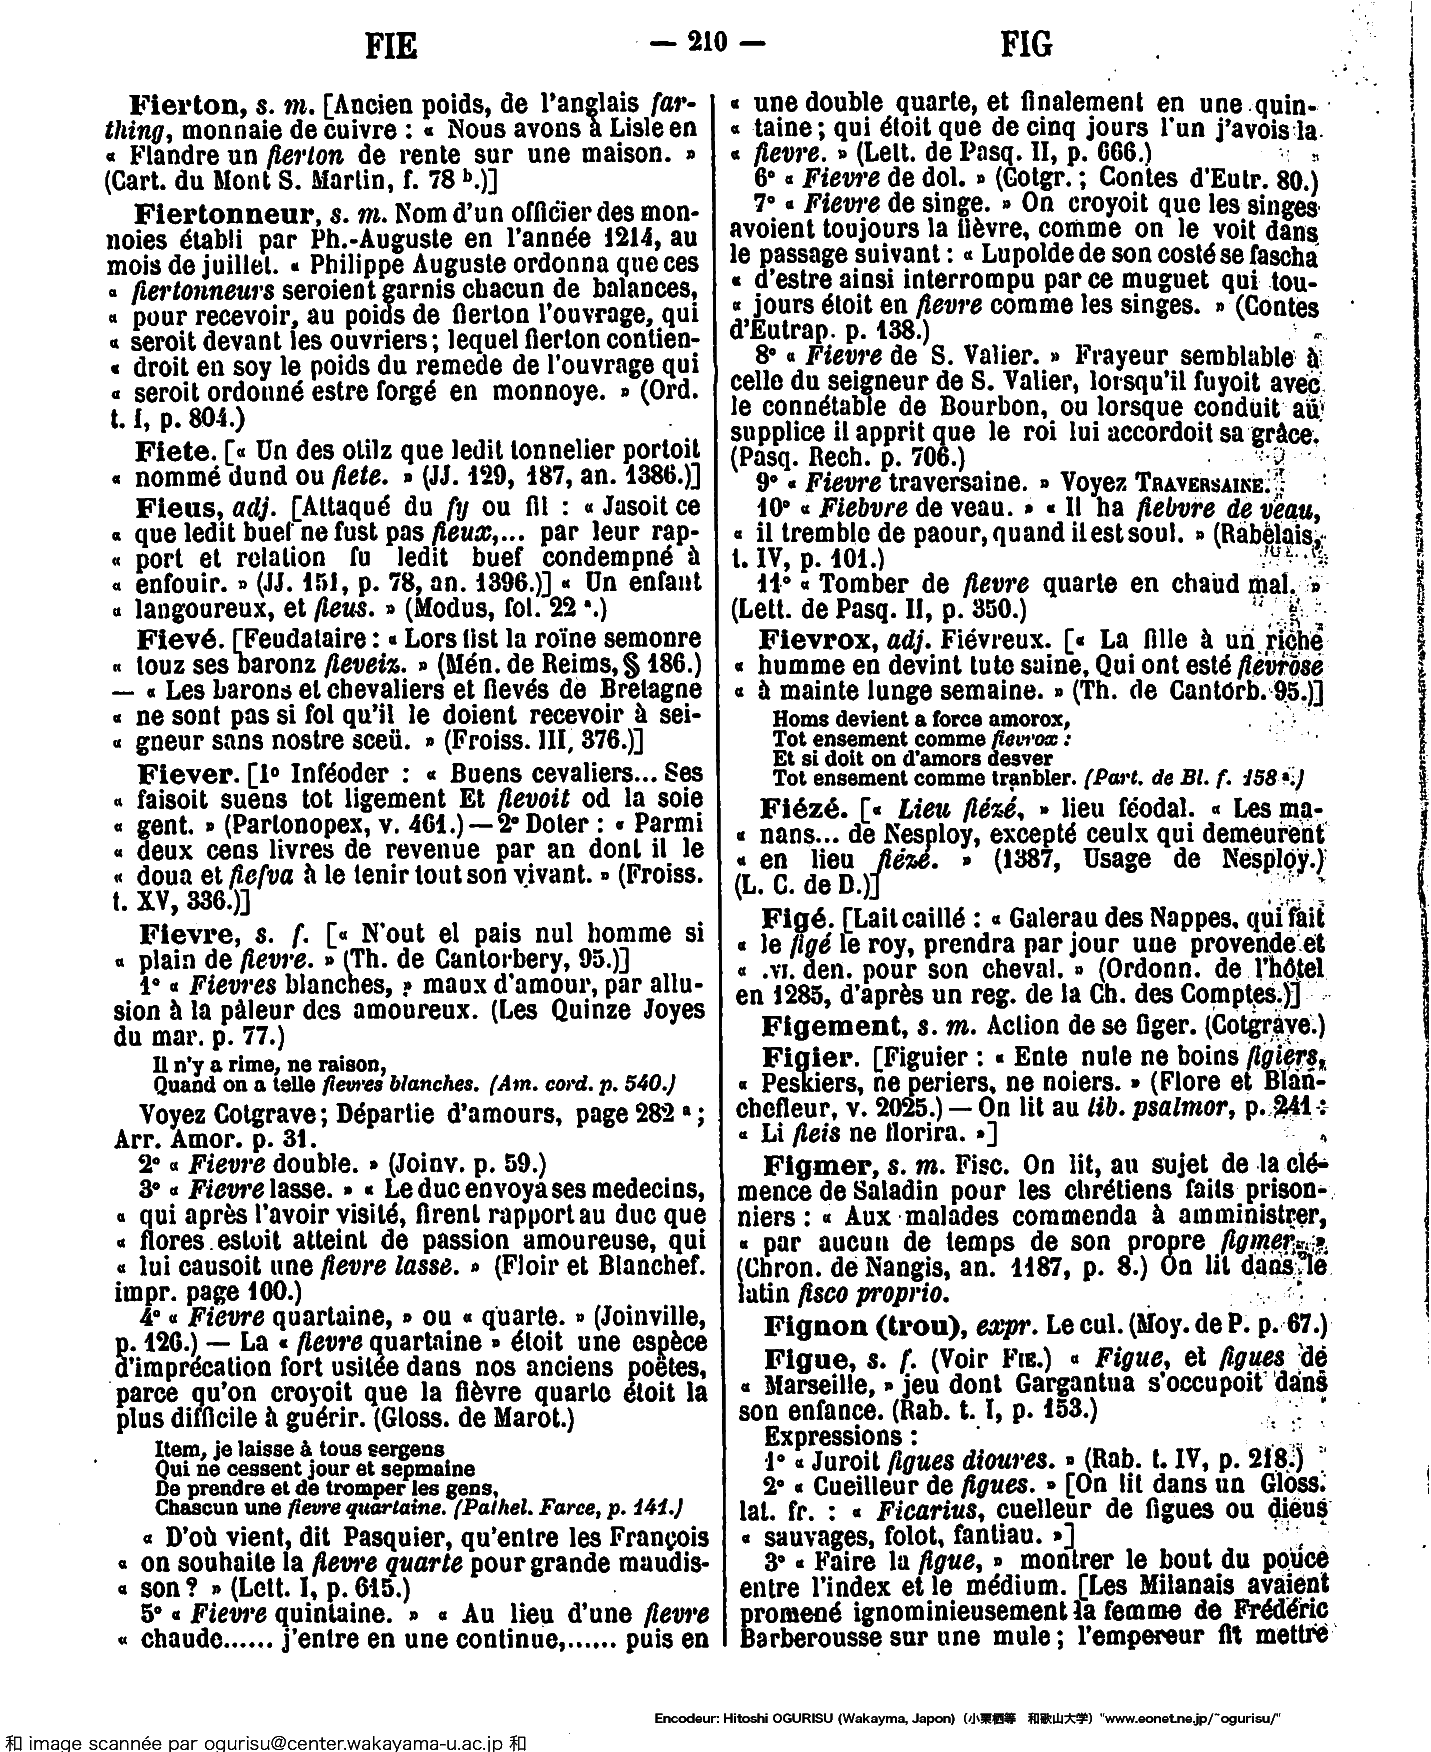 FIE — 210 — FIG
Fierton, s. m. [Ancien poids, de l'anglais far-
thing, monnaie de cuivre : « Nous avons à Lisle en
« Flandre un fierton de rente sur une maison. »
(Cart. du Mont S. Martin, f. 78 b.)]
Fiertonneur, s. m. Nom d'un officier des mon-
noies établi par Ph.-Auguste en l'année 1214, au
mois de juillet. « Philippe Auguste ordonna que ces
« fiertonneurs seroient garnis chacun de balances,
« pour recevoir, au poids de fierton l'ouvrage, qui
« seroit devant les ouvriers ; lequel fierton contien-
« droit en soy le poids du remede de l'ouvrage qui
« seroit ordonné estre forgé en monnoye. » (Ord.
t. I, p. 804.)
Fiete. [« Un des otilz que ledit tonnelier portoit
« nommé dund ou fiete. » (JJ. 129, 187, an. 1386.)]
Fieus, adj. [Attaqué du fy ou fil : « Jasoit ce
« que ledit buef ne fust pas fieux,... par leur rap-
« port et relation fu ledit buef condempné à
« enfouir. » (JJ. 151, p. 78, an. 1396.)] « Un enfant
« langoureux, et fieus. » (Modus, fol. 22 a.)
Fievé. [Feudataire : « Lors fist la roïne semonre
« touz ses baronz fieveiz. » (Mén. de Reims, § 186.)
— « Les barons et chevaliers et fievés de Bretagne
« ne sont pas si fol qu'il le doient recevoir à sei-
« gneur sans nostre sceü. » (Froiss. III, 376.)]
Fiever. [1o Inféoder : « Buens cevaliers... Ses
« faisoit suens tot ligement Et fievoit od la soie
« gent. » (Partonopex, v. 461.) — 2° Doter : « Parmi
« deux cens livres de revenue par an dont il le
« doua et fiefva à le tenir tout son vivant. » (Froiss.
t. XV, 336.)]
Fievre, s. f. [« N'out el pais nul homme si
« plain de fievre. » (Th. de Cantorbery, 95.)]
1° « Fievres blanches, » maux d'amour, par allu-
sion à la pâleur des amoureux. (Les Quinze Joyes
du mar. p. 77.)
Il n'y a rime, ne raison,
Quand on a telle fievres blanches. (Am. cord. p. 540.)
Voyez Cotgrave ; Départie d'amours, page 282 a ;
Arr. Amor. p. 31.
2° « Fievre double. » (Joinv. p. 59.)
3° « Fievre lasse. » « Le duc envoya ses medecins,
« qui après l'avoir visité, firent rapport au duc que
« flores estoit atteint de passion amoureuse, qui
« lui causoit une fievre lasse. » (Floir et Blanchef.
impr. page 100.)
4° « Fievre quartaine, » ou « quarte. » (Joinville,
p. 126.) — La « fievre quartaine » étoit une espèce
d'imprécation fort usitée dans nos anciens poëtes,
parce qu'on croyoit que la fièvre quarte étoit la
plus difficile à guérir. (Gloss. de Marot.)
Item, je laisse à tous sergens
Qui ne cessent jour et sepmaine
De prendre et de tromper les gens,
Chascun une fievre quartaine. (Pathel. Farce, p. 141.)
« D'où vient, dit Pasquier, qu'entre les François
« on souhaite la fievre quarte pour grande maudis-
« son ? » (Lett. I, p. 615.)
5° « Fievre quintaine. » « Au lieu d'une fievre
« chaude...... j'entre en une continue,...... puis en
« une double quarte, et finalement en une quin-
« taine ; qui étoit que de cinq jours l'un j'avois la
« fievre. » (Lett. de Pasq. II, p. 666.)
6° « Fievre de dol. » (Cotgr. ; Contes d'Eutr. 80.)
7° « Fievre de singe. » On croyoit que les singes
avoient toujours la fièvre, comme on le voit dans
le passage suivant : « Lupolde de son costé se fascha
« d'estre ainsi interrompu par ce muguet qui tou-
« jours étoit en fievre comme les singes. » (Contes
d'Eutrap. p. 138.)
8° « Fievre de S. Valier. » Frayeur semblable à
celle du seigneur de S. Valier, lorsqu'il fuyoit avec
le connétable de Bourbon, ou lorsque conduit au
supplice il apprit que le roi lui accordoit sa grâce.
(Pasq. Rech. p. 706.)
9° « Fievre traversaine. » Voyez TRAVERSAINE.
10° « Fiebvre de veau. » « Il ha fiebvre de veau,
« il tremble de paour, quand il est soul. » (Rabelais,
t. IV, p. 101.)
11° « Tomber de fievre quarte en chaud mal. »
(Lett. de Pasq. II, p. 350.)
Fievrox, adj. Fiévreux. [« La fille à un riche
« humme en devint tute saine, Qui ont esté fievrose
« à mainte lunge semaine. » (Th. de Cantorb. 95.)]
Homs devient a force amorox,
Tot ensement comme fievrox :
Et si doit on d'amors desver
Tot ensement comme tranbler. (Part. de Bl. f. 158 a.)
Fiézé. [« Lieu fiézé, » lieu féodal. « Les ma-
« nans... de Nesploy, excepté ceulx qui demeurent
« en lieu fiézé. » (1387, Usage de Nesploy.)
(L. C. de D.)]
Figé. [Lait caillé : « Galerau des Nappes, qui fait
« le figé le roy, prendra par jour une provende et
« .VI. den. pour son cheval. » (Ordonn. de l'hôtel
en 1285, d'après un reg. de la Ch. des Comptes.)]
Figement, s. m. Action de se figer. (Cotgrave.)
Figier. [Figuier : « Ente nule ne boins figiers,
« Peskiers, ne periers, ne noiers. » (Flore et Blan-
chefleur, v. 2025.) — On lit au lib. psalmor, p. 241 :
« Li fieis ne florira. »]
Figmer, s. m. Fisc. On lit, au sujet de la clé-
mence de Saladin pour les chrétiens faits prison-
niers : « Aux malades commenda à amministrer,
« par aucun de temps de son propre figmer. »
(Chron. de Nangis, an. 1187, p. 8.) On lit dans le
latin fisco proprio.
Fignon (trou), expr. Le cul. (Moy. de P. p. 67.)
Figue, s. f. (Voir FIE.) « Figue, et figues de
« Marseille, » jeu dont Gargantua s'occupoit dans
son enfance. (Rab. t. I, p. 153.)
Expressions :
1° « Juroit figues dioures. » (Rab. t. IV, p. 218.)
2° « Cueilleur de figues. » [On lit dans un Gloss.
lat. fr. : « Ficarius, cuelleur de figues ou dieus
« sauvages, folot, fantiau. »]
3° « Faire la figue, » montrer le bout du pouce
entre l'index et le médium. [Les Milanais avaient
promené ignominieusement la femme de Frédéric
Barberousse sur une mule ; l'empereur fit mettre
Encodeur: Hitoshi OGURISU (Wakayma, Japon) (小栗栖等 和歌山大学) "www.eonet.ne.jp/~ogurisu/"
和 image scannée par ogurisu@center.wakayama-u.ac.jp 和